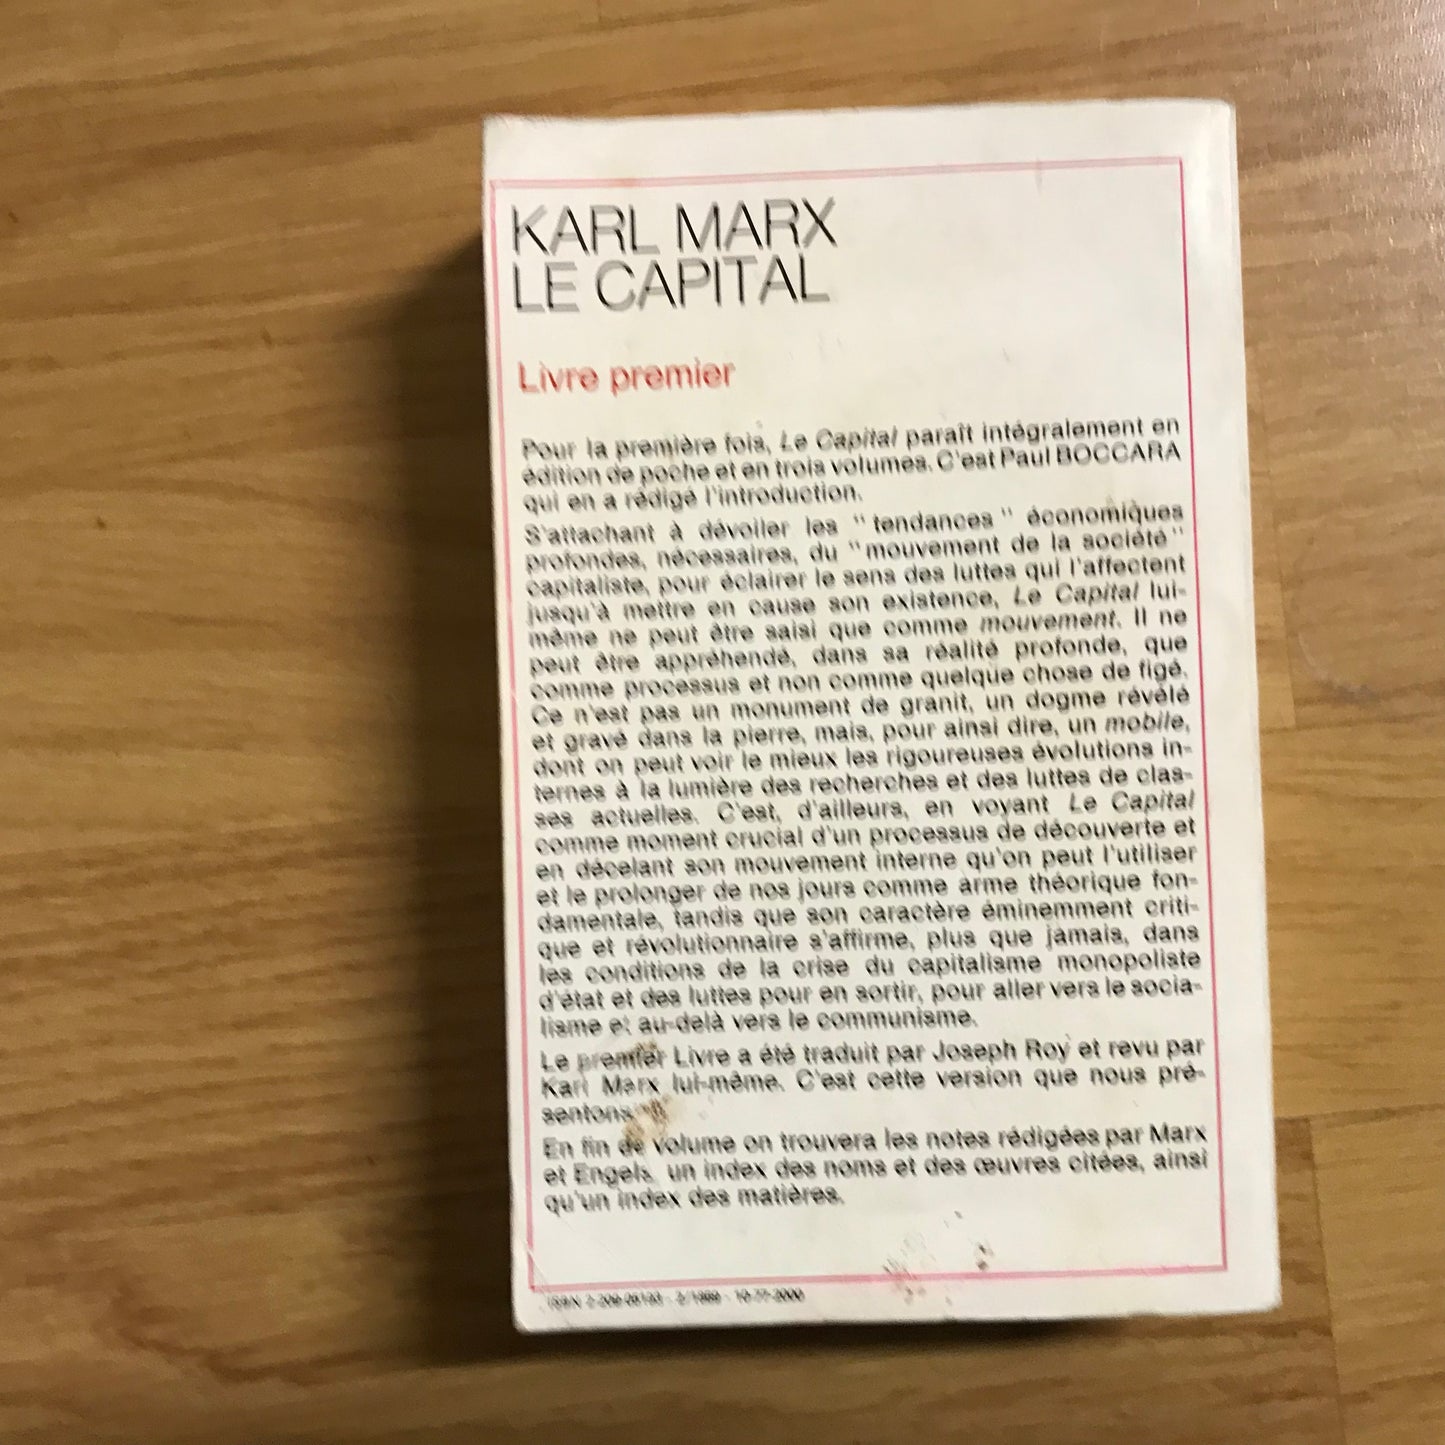 KARL MARX
LE CAPITAL
Livre premier
Pour la première fois, Le Capital paraît intégralement en
édition de poche et en trois volumes. C'est Paul BOCCARA
qui en a rédigé l'introduction.
S'attachant à dévoiler les "tendances" économiques
profondes, nécessaires, du "mouvement de la société"
capitaliste, pour éclairer le sens des luttes qui l'affectent
jusqu'à mettre en cause son existence, Le Capital lui-
même ne peut être saisi que comme mouvement. Il ne
peut être appréhendé, dans sa réalité profonde, que
comme processus et non comme quelque chose de figé.
Ce n'est pas un monument de granit, un dogme révélé
et gravé dans la pierre, mais, pour ainsi dire, un mobile,
dont on peut voir le mieux les rigoureuses évolutions in-
ternes à la lumière des recherches et des luttes de clas-
ses actuelles. C'est, d'ailleurs, en voyant Le Capital
comme moment crucial d'un processus de découverte et
en décelant son mouvement interne qu'on peut l'utiliser
et le prolonger de nos jours comme arme théorique fon-
damentale, tandis que son caractère éminemment criti-
que et révolutionnaire s'affirme, plus que jamais, dans
les conditions de la crise du capitalisme monopoliste
d'état et des luttes pour en sortir, pour aller vers le socia-
lisme et au-delà vers le communisme.
Le premier Livre a été traduit par Joseph Roy et revu par
Karl Marx lui-même. C'est cette version que nous pré-
sentons.
En fin de volume on trouvera les notes rédigées par Marx
et Engels, un index des noms et des œuvres citées, ainsi
qu'un index des matières.
ISBN